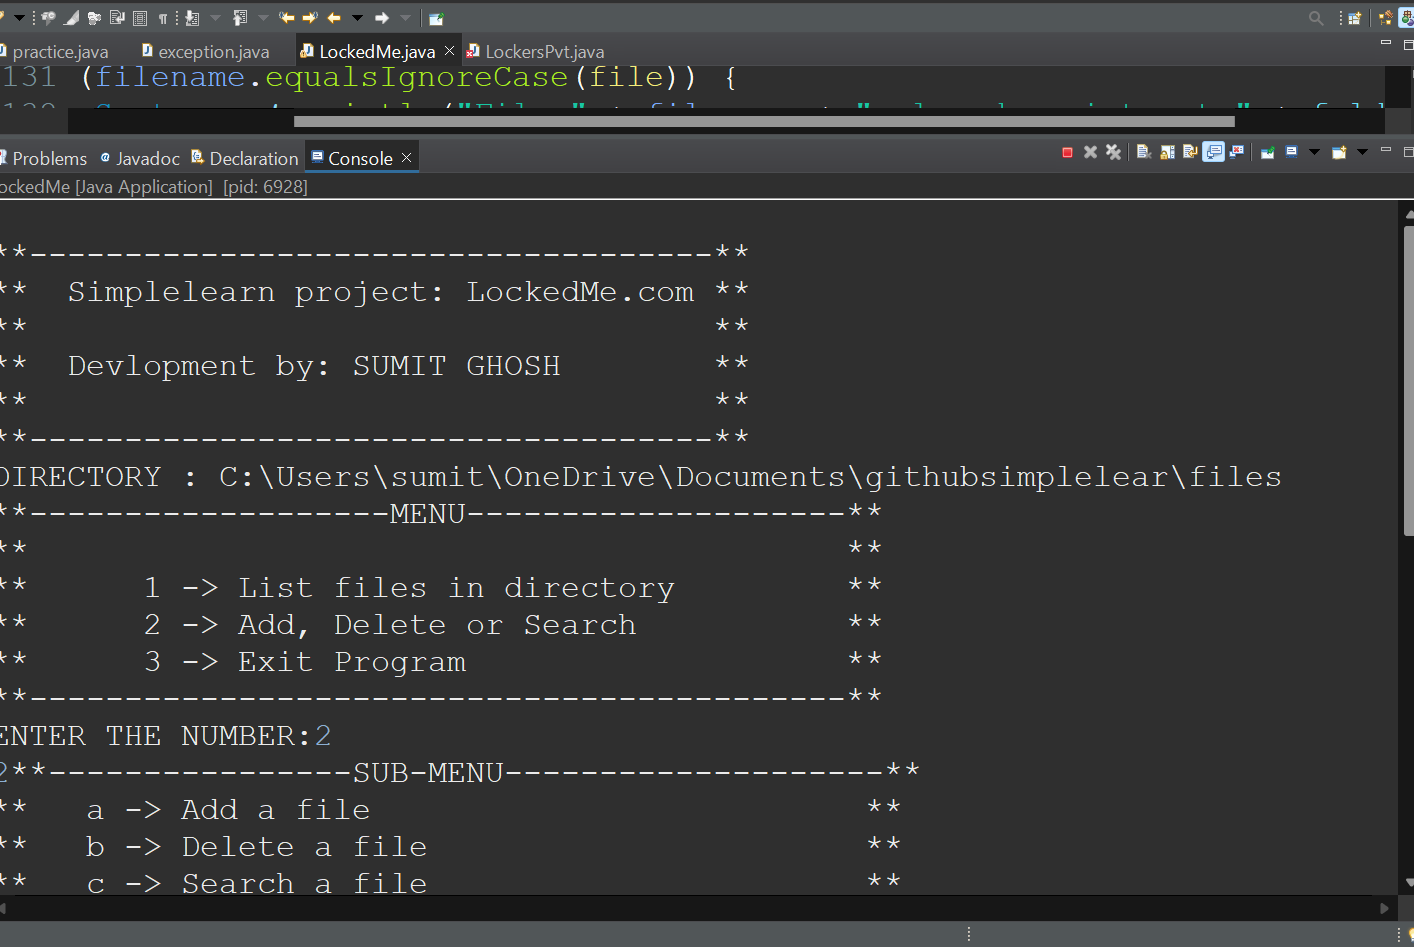 practice.java exception.java LockedMe.java LockersPvt.java
131 (filename.equalsIgnoreCase(file)) {
Problems Javadoc Declaration Console
ockedMe [Java Application] [pid: 6928]
**------------------------------------**
** Simplelearn project: LockedMe.com **
** **
** Devlopment by: SUMIT GHOSH **
** **
**------------------------------------**
DIRECTORY : C:\Users\sumit\OneDrive\Documents\githubsimplelear\files
**-------------------MENU--------------------**
** **
** 1 -> List files in directory **
** 2 -> Add, Delete or Search **
** 3 -> Exit Program **
**-------------------------------------------**
ENTER THE NUMBER:2
2**----------------SUB-MENU--------------------**
** a -> Add a file **
** b -> Delete a file **
** c -> Search a file **